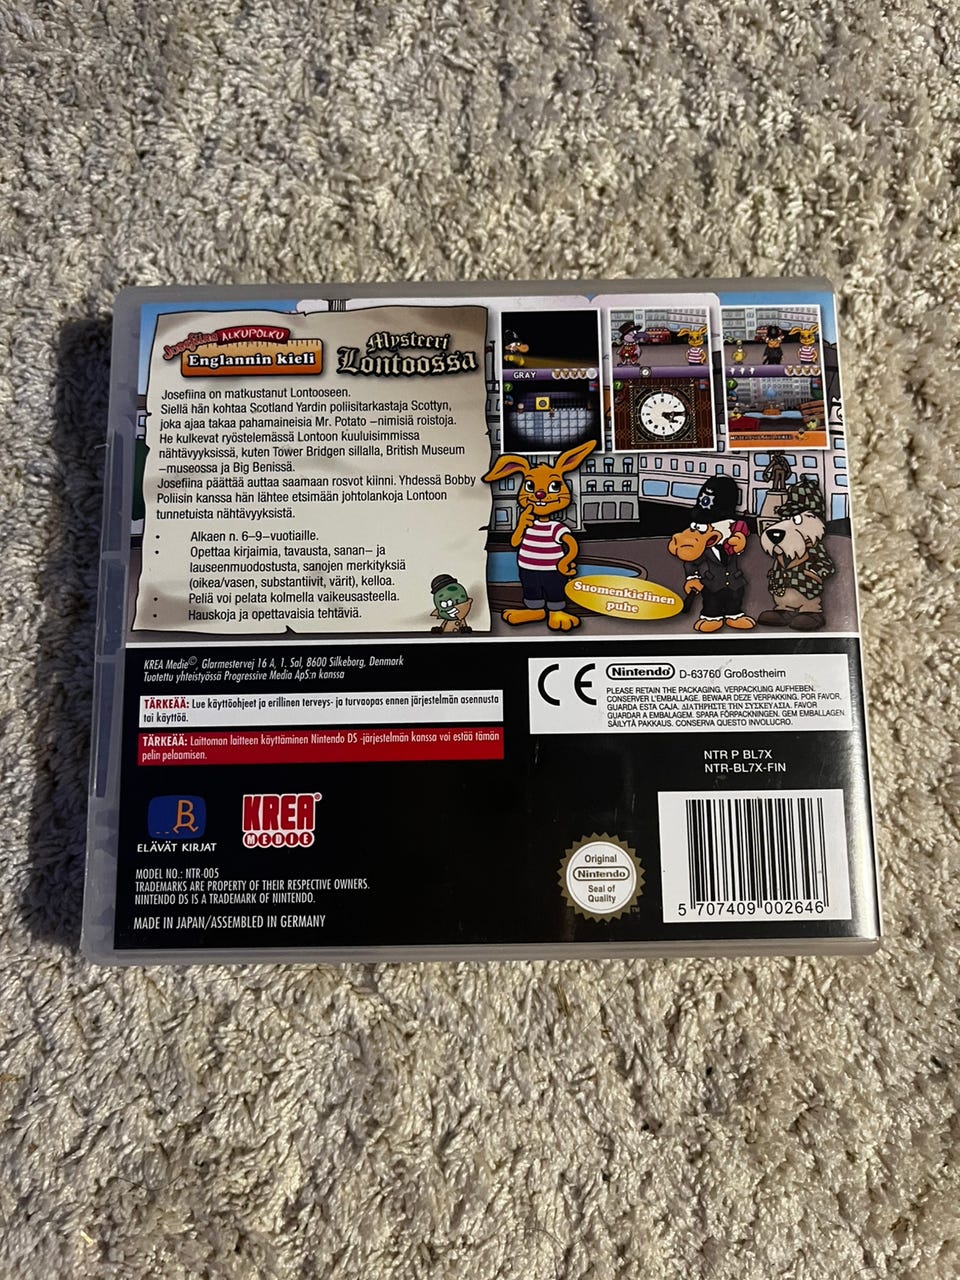 Josefiina ALKUPOLKU
Englannin kieli
Mysteeri
Lontoossa
Josefiina on matkustanut Lontooseen.
Siellä hän kohtaa Scotland Yardin poliisitarkastaja Scottyn,
joka ajaa takaa pahamaineisia Mr. Potato –nimisiä roistoja.
He kulkevat ryöstelemässä Lontoon kuuluisimmissa
nähtävyyksissä, kuten Tower Bridgen sillalla, British Museum
–museossa ja Big Benissä.
Josefiina päättää auttaa saamaan rosvot kiinni. Yhdessä Bobby
Poliisin kanssa hän lähtee etsimään johtolankoja Lontoon
tunnetuista nähtävyyksistä.
• Alkaen n. 6–9–vuotiaille.
• Opettaa kirjaimia, tavausta, sanan– ja
lauseenmuodostusta, sanojen merkityksiä
(oikea/vasen, substantiivit, värit), kelloa.
• Peliä voi pelata kolmella vaikeusasteella.
• Hauskoja ja opettavaisia tehtäviä.
GRAY
Suomenkielinen
puhe
KREA Medie©, Glarmestervej 16 A, 1. Sal, 8600 Silkeborg, Denmark
Tuotettu yhteistyössä Progressive Media ApS:n kanssa
TÄRKEÄÄ: Lue käyttöohjeet ja erillinen terveys- ja turvaopas ennen järjestelmän asennusta
tai käyttöä.
TÄRKEÄÄ: Laittoman laitteen käyttäminen Nintendo DS -järjestelmän kanssa voi estää tämän
pelin pelaamisen.
CE
Nintendo D-63760 Großostheim
PLEASE RETAIN THE PACKAGING. VERPACKUNG AUFHEBEN.
CONSERVER L'EMBALLAGE. BEWAAR DEZE VERPAKKING. POR FAVOR,
GUARDA ESTA CAJA. ΔΙΑΤΗΡΗΣΤΕ ΤΗΝ ΣΥΣΚΕΥΑΣΙΑ. FAVOR
GUARDAR A EMBALAGEM. SPARA FÖRPACKNINGEN. GEM EMBALLAGEN
SÄILYTÄ PAKKAUS. CONSERVA QUESTO INVOLUCRO.
NTR P BL7X
NTR-BL7X-FIN
B
ELÄVÄT KIRJAT
KREA®
MEDIE
MODEL NO.: NTR-005
TRADEMARKS ARE PROPERTY OF THEIR RESPECTIVE OWNERS.
NINTENDO DS IS A TRADEMARK OF NINTENDO.
MADE IN JAPAN/ASSEMBLED IN GERMANY
Original
Nintendo
Seal of
Quality
TM
5 707409 002646